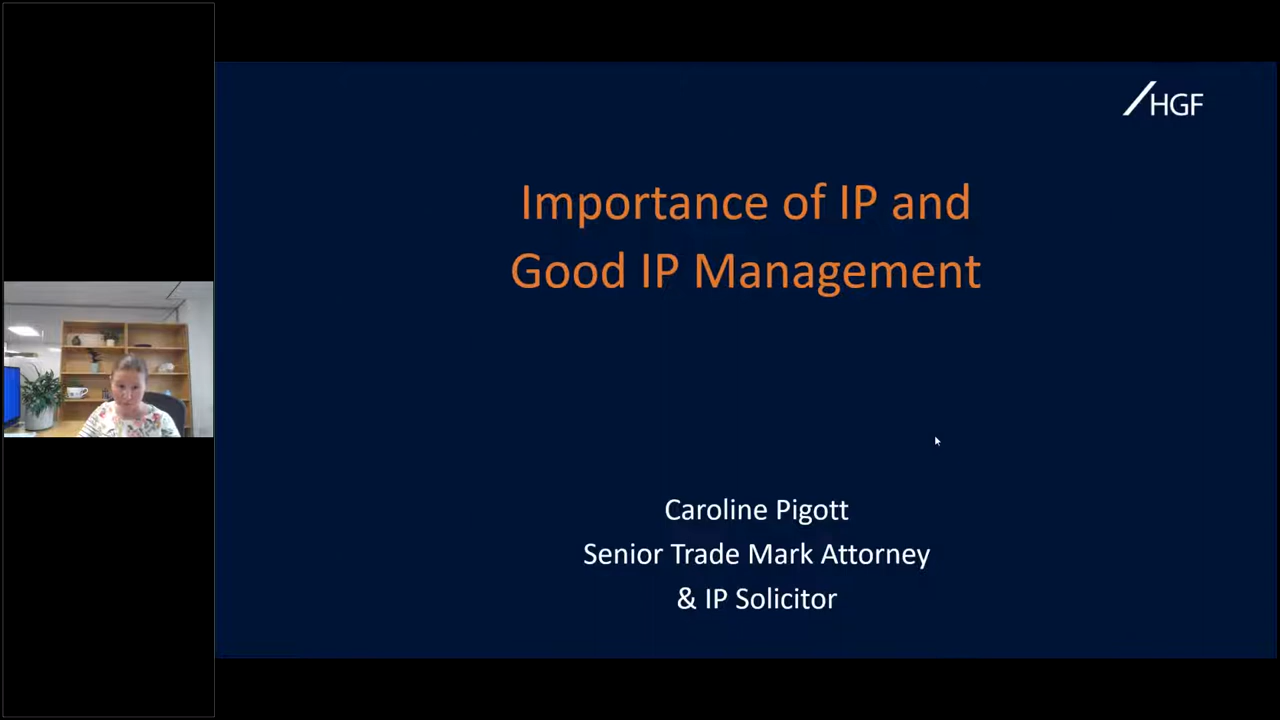 HGF
Importance of IP and
Good IP Management
Caroline Pigott
Senior Trade Mark Attorney
& IP Solicitor